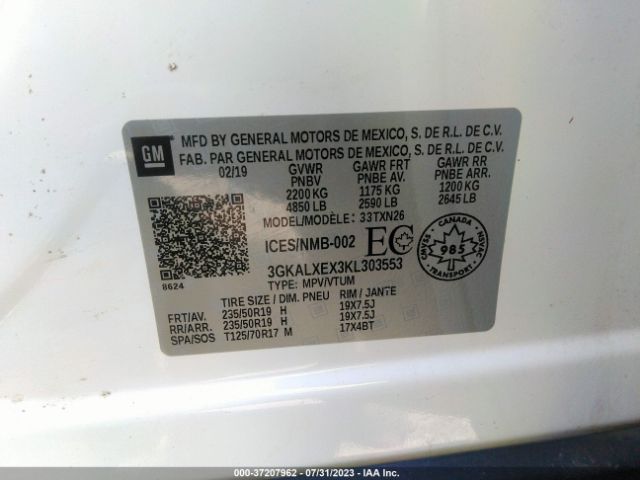 GM
MFD BY GENERAL MOTORS DE MEXICO, S. DE R.L. DE C.V.
FAB. PAR GENERAL MOTORS DE MEXICO, S. DE R.L. DE C.V.
02/19 GVWR GAWR FRT GAWR RR
PNBV PNBE AV. PNBE ARR.
2200 KG 1175 KG 1200 KG
4850 LB 2590 LB 2645 LB
MODEL/MODÈLE: 33TXN26
ICES/NMB-002 EC
CANADA
CMVSS 985 NSVAC
3GKALXEX3KL303553
8624
TYPE: MPV/VTUM
TIRE SIZE / DIM. PNEU RIM / JANTE
FRT/AV. 235/50R19 H 19X7.5J
RR/ARR. 235/50R19 H 19X7.5J
SPA/SOS T125/70R17 M 17X4BT
000-37207962 - 07/31/2023 - IAA Inc.